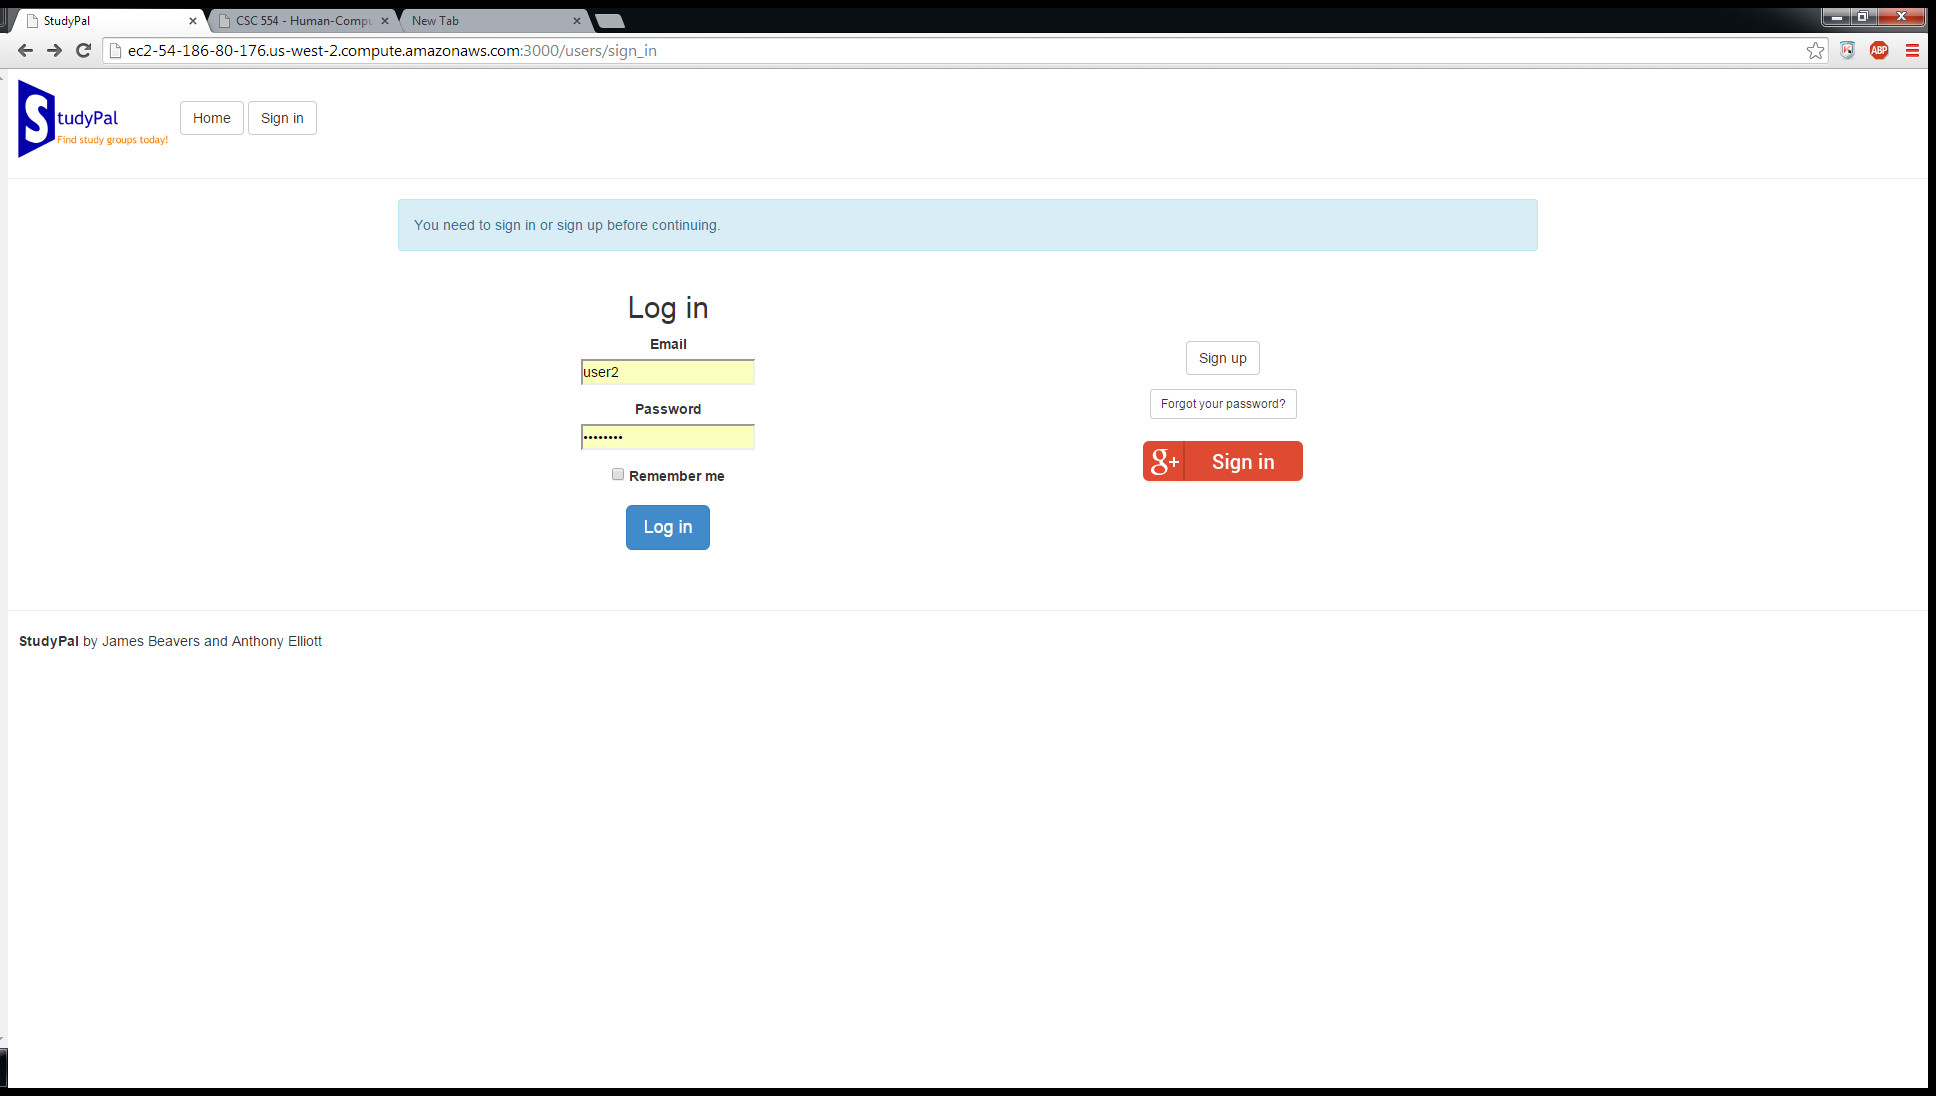 StudyPal
CSC 554 - Human-Compu
New Tab
ec2-54-186-80-176.us-west-2.compute.amazonaws.com:3000/users/sign_in
ABP
StudyPal
Find study groups today!
Home
Sign in
You need to sign in or sign up before continuing.
Log in
Email
user2
Password
••••••••
Remember me
Log in
Sign up
Forgot your password?
g+ Sign in
StudyPal by James Beavers and Anthony Elliott